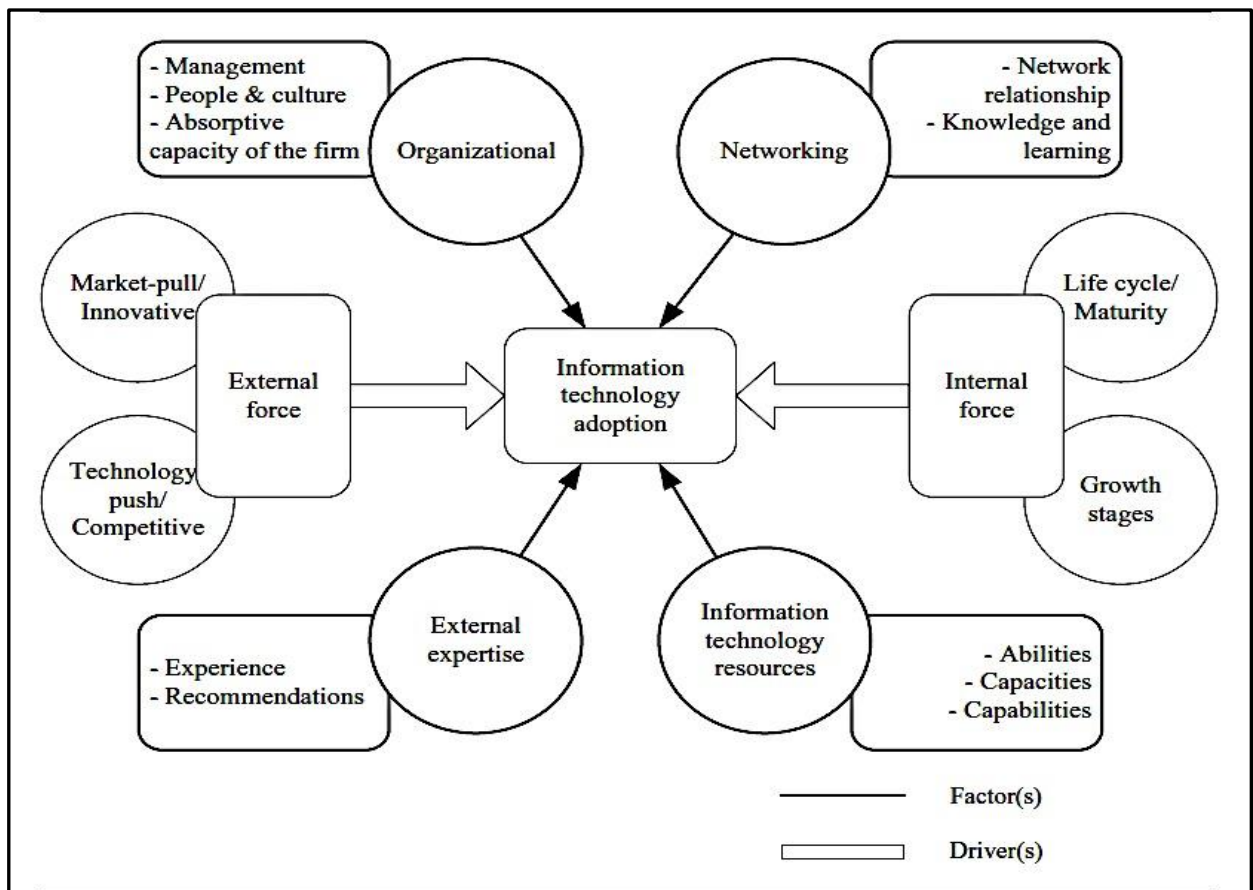 - Management
- People & culture
- Absorptive
capacity of the firm
Organizational
Networking
- Network
relationship
- Knowledge and
learning
Market-pull/
Innovative
External
force
Technology
push/
Competitive
Information
technology
adoption
Internal
force
Life cycle/
Maturity
Growth
stages
- Experience
- Recommendations
External
expertise
Information
technology
resources
- Abilities
- Capacities
- Capabilities
Factor(s)
Driver(s)